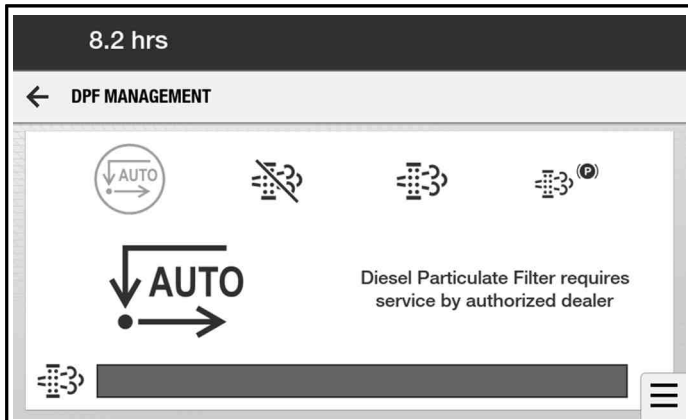 8.2 hrs
DPF MANAGEMENT
AUTO
(P)
AUTO
Diesel Particulate Filter requires
service by authorized dealer